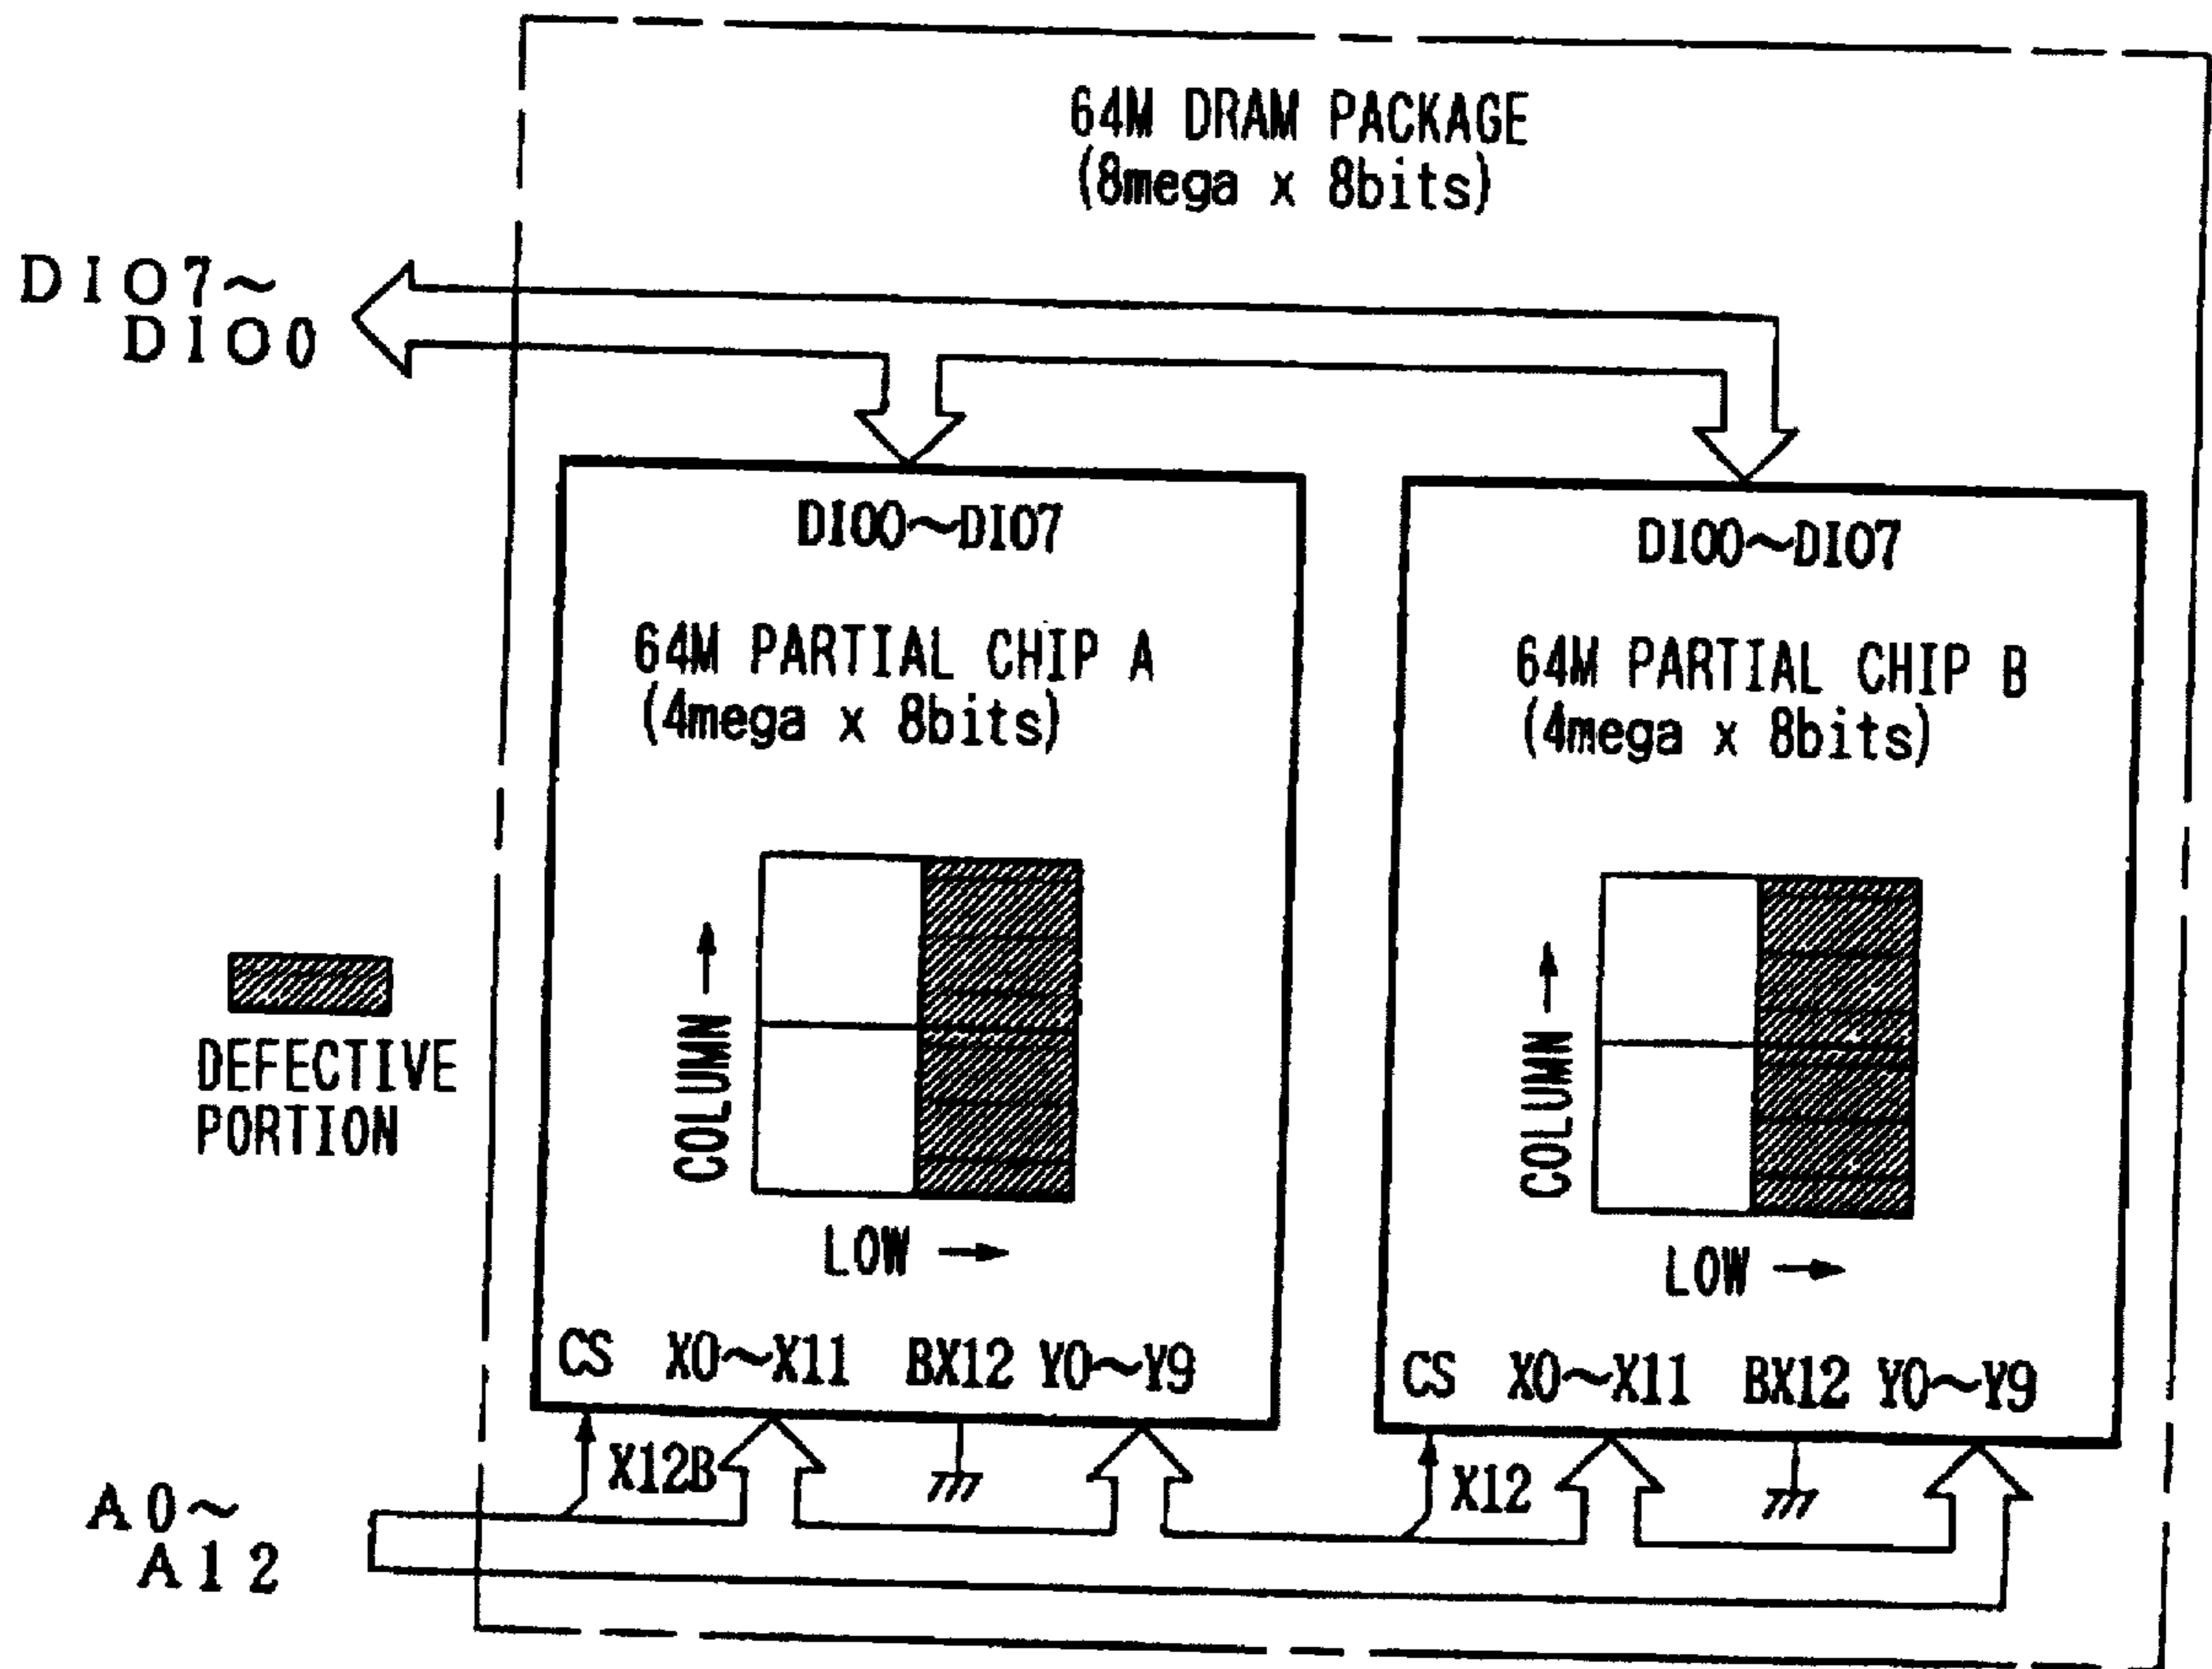 64M DRAM PACKAGE
(8mega x 8bits)
DIO7~
DIO0
DIO0~DIO7
64M PARTIAL CHIP A
(4mega x 8bits)
COLUMN
LOW
CS X0~X11 BX12 Y0~Y9
X12B
DIO0~DIO7
64M PARTIAL CHIP B
(4mega x 8bits)
COLUMN
LOW
CS X0~X11 BX12 Y0~Y9
X12
DEFECTIVE
PORTION
A0~
A12